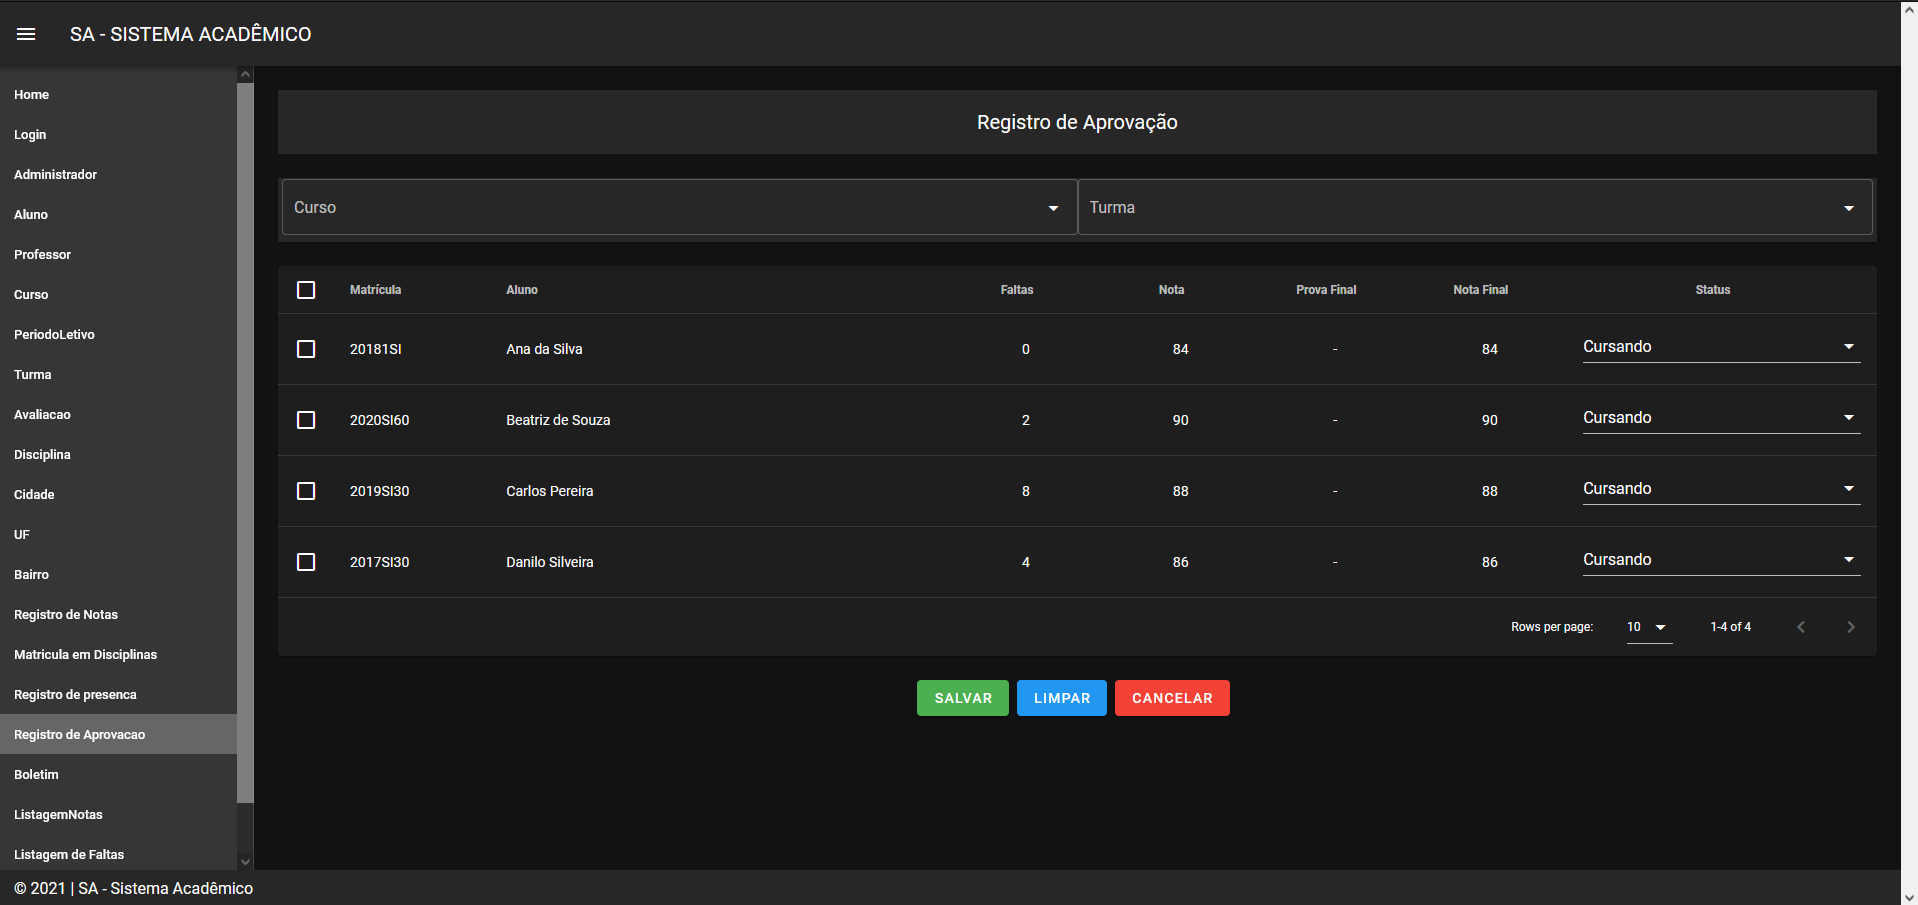 SA - SISTEMA ACADÊMICO
Home
Login
Administrador
Aluno
Professor
Curso
PeriodoLetivo
Turma
Avaliacao
Disciplina
Cidade
UF
Bairro
Registro de Notas
Matricula em Disciplinas
Registro de presenca
Registro de Aprovacao
Boletim
ListagemNotas
Listagem de Faltas
Registro de Aprovação
Curso Turma
Matrícula Aluno Faltas Nota Prova Final Nota Final Status
20181SI Ana da Silva 0 84 - 84 Cursando
2020SI60 Beatriz de Souza 2 90 - 90 Cursando
2019SI30 Carlos Pereira 8 88 - 88 Cursando
2017SI30 Danilo Silveira 4 86 - 86 Cursando
Rows per page: 10 1-4 of 4
SALVAR LIMPAR CANCELAR
© 2021 | SA - Sistema Acadêmico